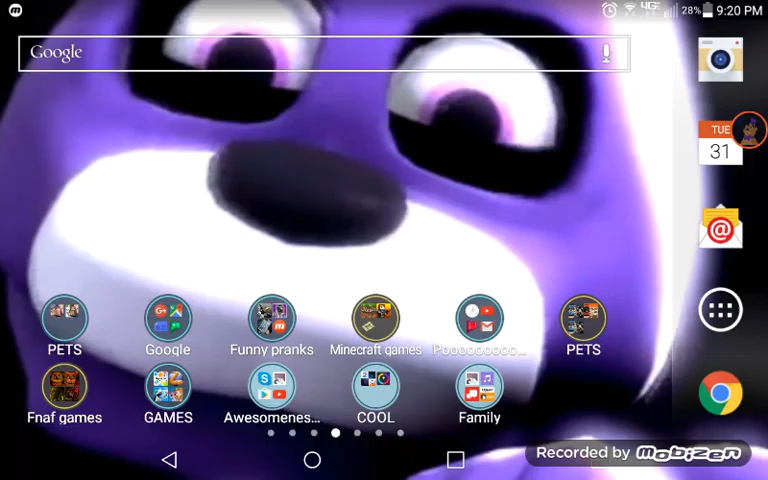 28% 9:20 PM
Google
TUE
31
@
PETS
Google
Funny pranks
Minecraft games
Pooooooooo...
PETS
Fnaf games
GAMES
Awesomenes...
COOL
Family
Recorded by mobizen